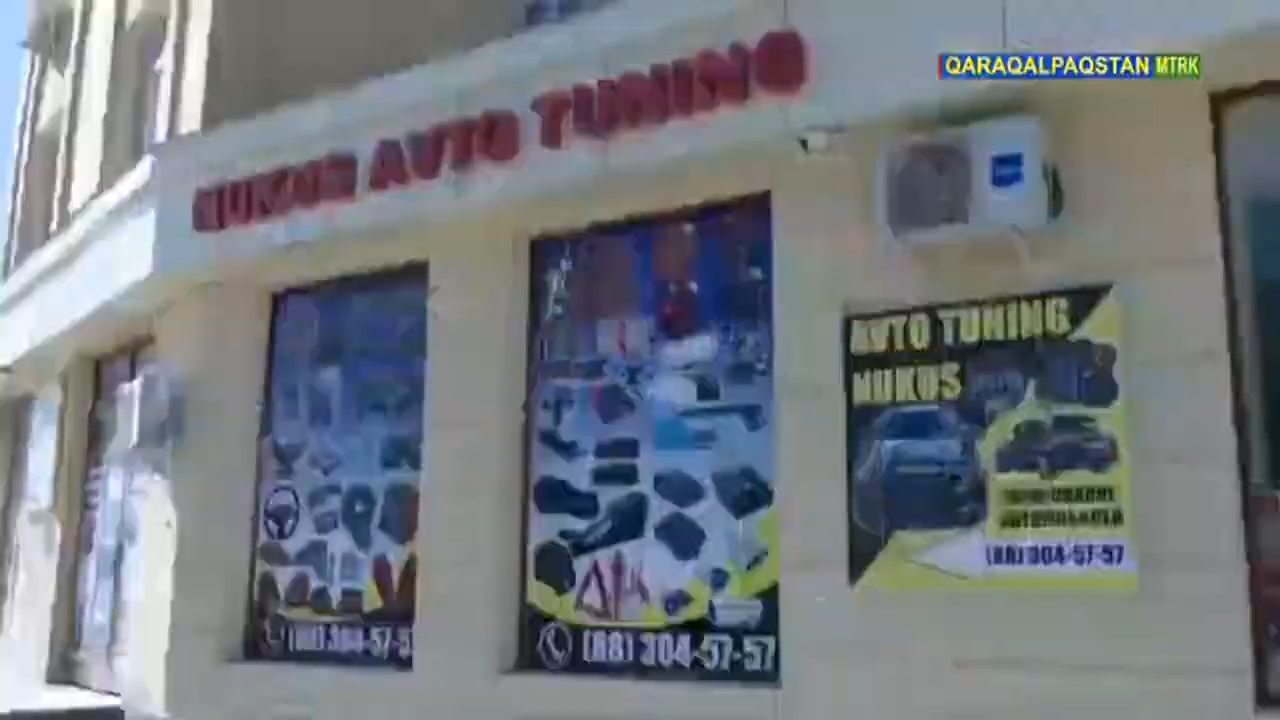 QARAQALPAQSTAN MTRK
AVTO TUNING
AVTO TUNING
NUKUS
(88) 304-57-57
(88) 304-57-57
(88) 304-57-57